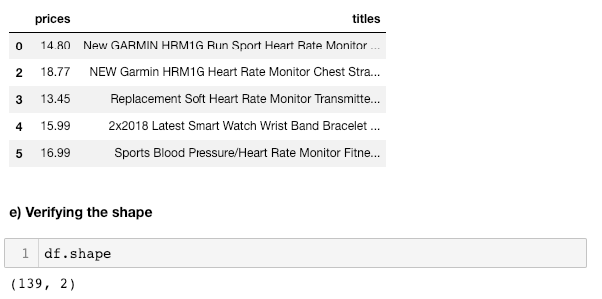 prices titles
0 14.80 New GARMIN HRM1G Run Sport Heart Rate Monitor ...
2 18.77 NEW Garmin HRM1G Heart Rate Monitor Chest Stra...
3 13.45 Replacement Soft Heart Rate Monitor Transmitte...
4 15.99 2x2018 Latest Smart Watch Wrist Band Bracelet ...
5 16.99 Sports Blood Pressure/Heart Rate Monitor Fitne...
e) Verifying the shape
1 df.shape
(139, 2)